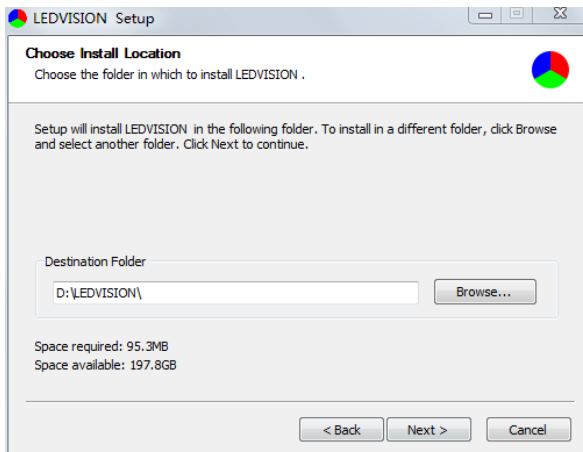 LEDVISION Setup
Choose Install Location
Choose the folder in which to install LEDVISION .
Setup will install LEDVISION in the following folder. To install in a different folder, click Browse
and select another folder. Click Next to continue.
Destination Folder
D:\LEDVISION\
Browse...
Space required: 95.3MB
Space available: 197.8GB
< Back
Next >
Cancel